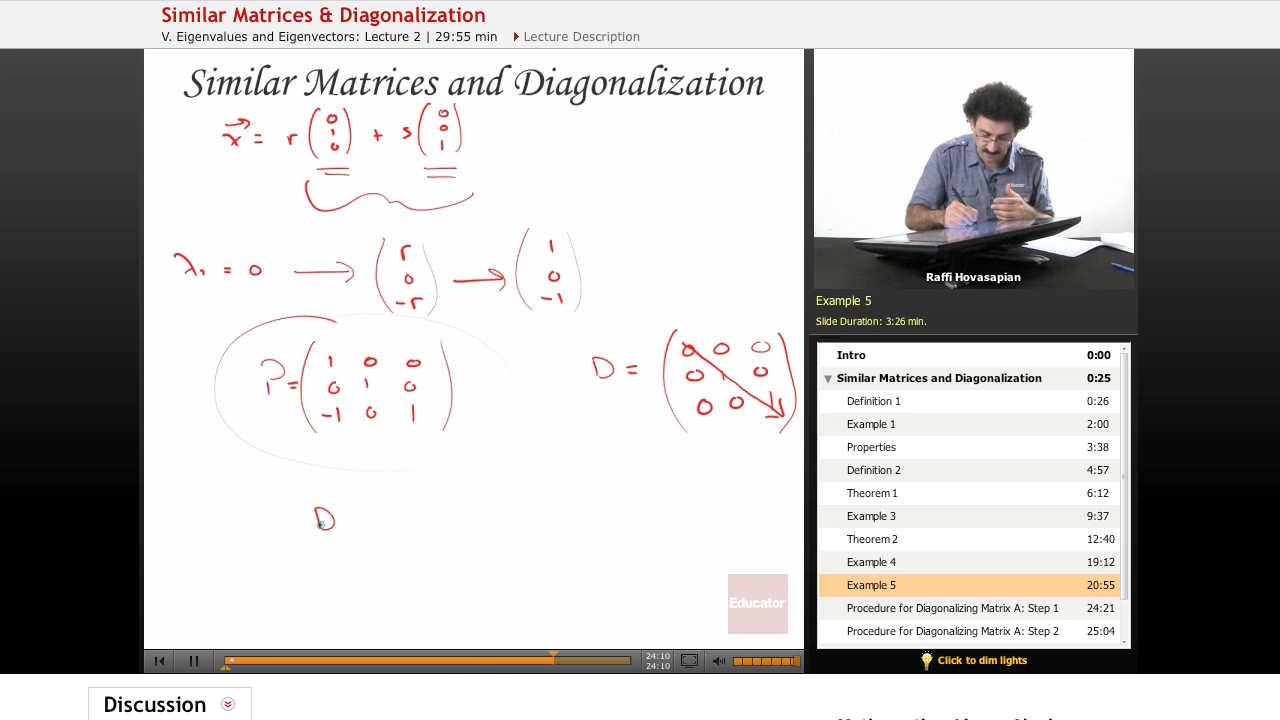 Similar Matrices & Diagonalization
V. Eigenvalues and Eigenvectors: Lecture 2 | 29:55 min Lecture Description
Similar Matrices and Diagonalization
x⃗ = r (0 1 0) + s (0 0 1)
λ₁ = 0 → (r 0 -r) → (1 0 -1)
P = (1 0 0
0 1 0
-1 0 1)
D = (0 0 0
0 1 0
0 0
D
Educator
Raffi Hovasapian
Example 5
Slide Duration: 3:26 min.
Intro 0:00
Similar Matrices and Diagonalization 0:25
Definition 1 0:26
Example 1 2:00
Properties 3:38
Definition 2 4:57
Theorem 1 6:12
Example 3 9:37
Theorem 2 12:40
Example 4 19:12
Example 5 20:55
Procedure for Diagonalizing Matrix A: Step 1 24:21
Procedure for Diagonalizing Matrix A: Step 2 25:04
24:10
24:10
Click to dim lights
Discussion